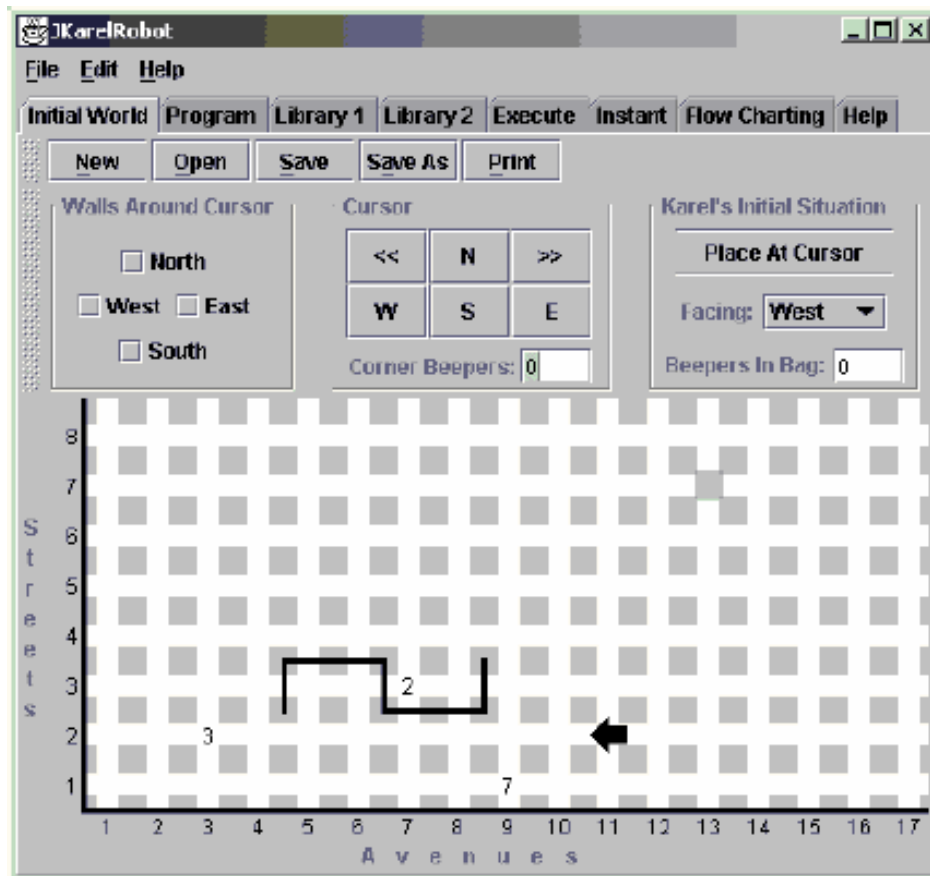 JKarelRobot
File Edit Help
Initial World Program Library 1 Library 2 Execute Instant Flow Charting Help
New Open Save Save As Print
Walls Around Cursor Cursor Karel's Initial Situation
North << N >> Place At Cursor
West East W S E Facing: West
South Corner Beepers: 0 Beepers In Bag: 0
8
7
6
5
4
3 2
2 3
1 7
Streets
1 2 3 4 5 6 7 8 9 10 11 12 13 14 15 16 17
Avenues